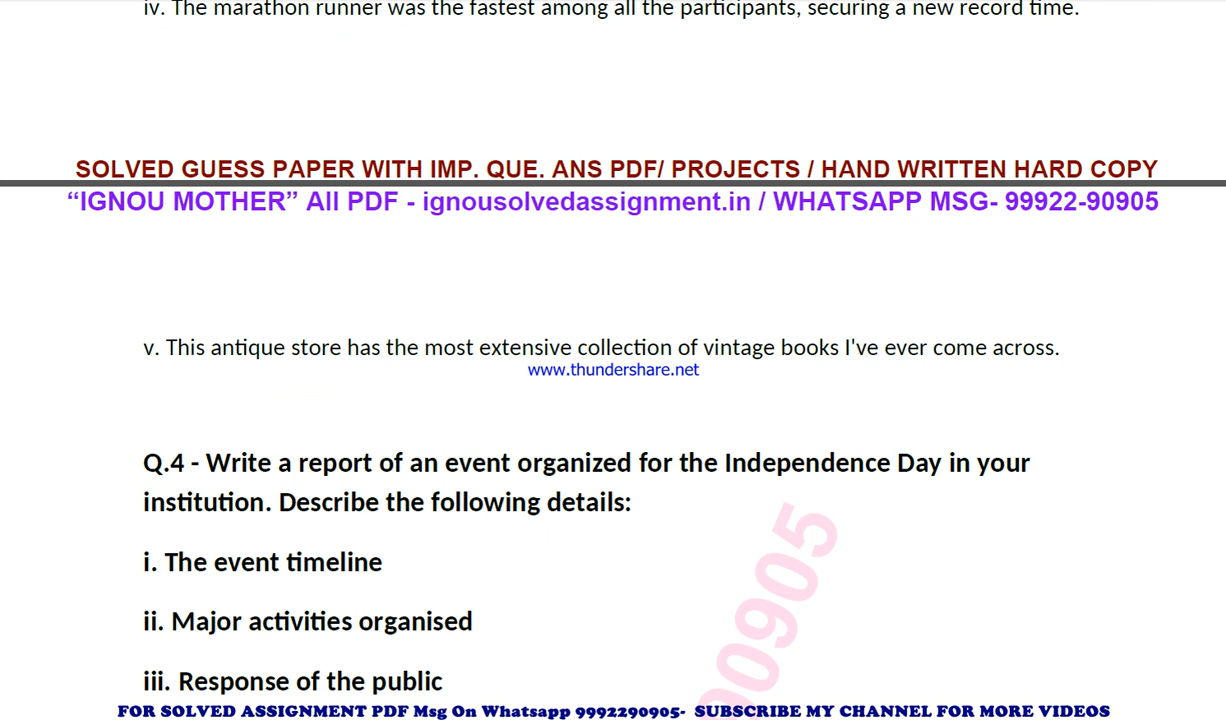 iv. The marathon runner was the fastest among all the participants, securing a new record time.
SOLVED GUESS PAPER WITH IMP. QUE. ANS PDF/ PROJECTS / HAND WRITTEN HARD COPY
“IGNOU MOTHER” All PDF - ignousolvedassignment.in / WHATSAPP MSG- 99922-90905
v. This antique store has the most extensive collection of vintage books I've ever come across.
www.thundershare.net
Q.4 - Write a report of an event organized for the Independence Day in your
institution. Describe the following details:
i. The event timeline
ii. Major activities organised
iii. Response of the public
00905
FOR SOLVED ASSIGNMENT PDF Msg On Whatsapp 9992290905- SUBSCRIBE MY CHANNEL FOR MORE VIDEOS